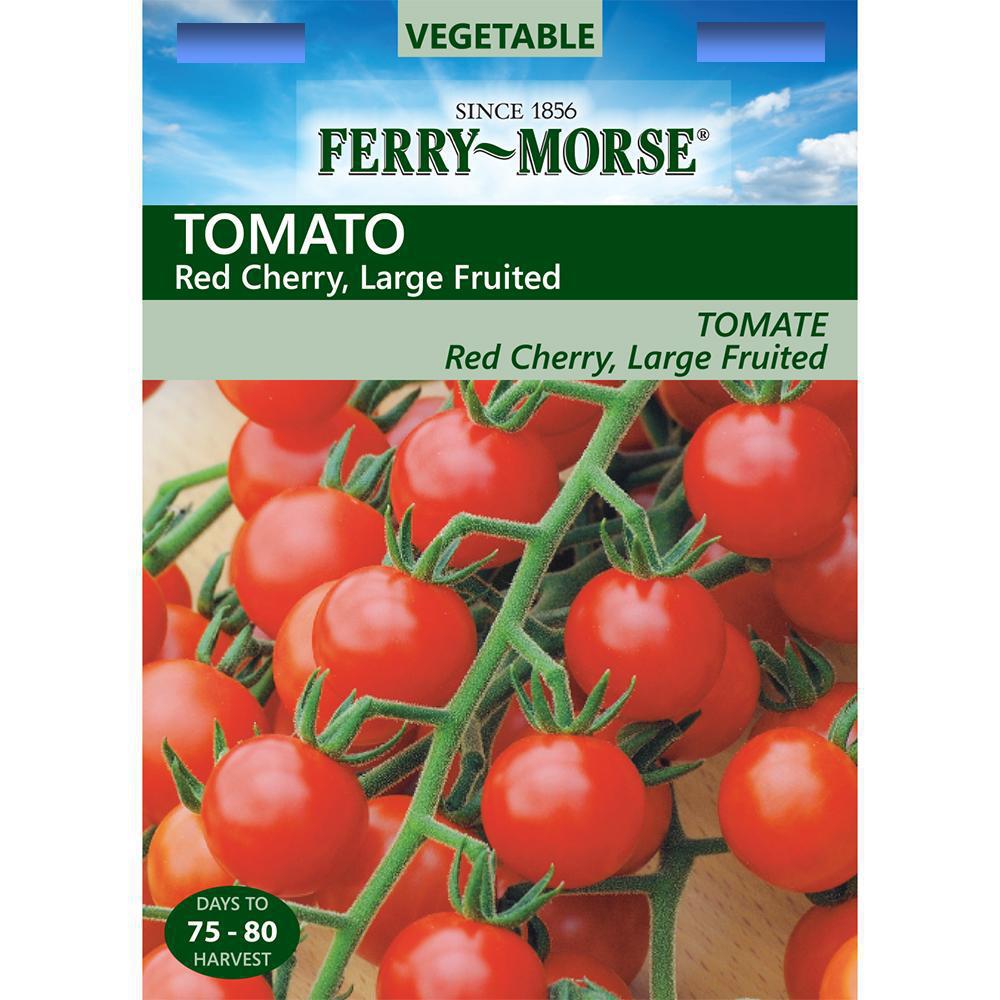 VEGETABLE
SINCE 1856
FERRY~MORSE®
TOMATO
Red Cherry, Large Fruited
TOMATE
Red Cherry, Large Fruited
DAYS TO
75 - 80
HARVEST